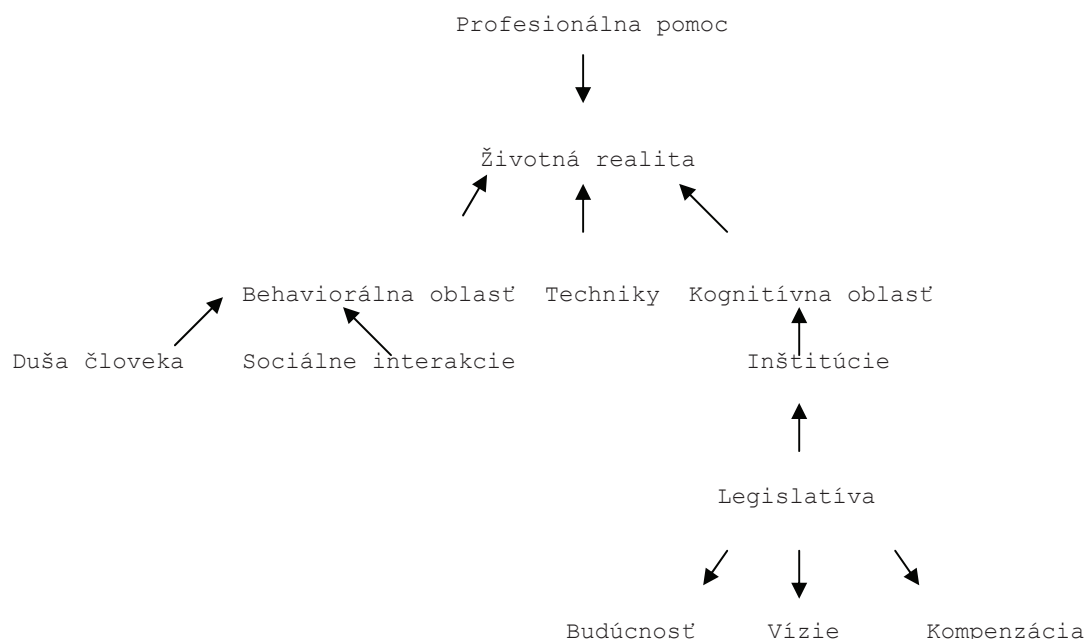 Profesionálna pomoc
Životná realita
Behaviorálna oblasť Techniky Kognitívna oblasť
Duša človeka Sociálne interakcie Inštitúcie
Legislatíva
Budúcnosť Vízie Kompenzácia